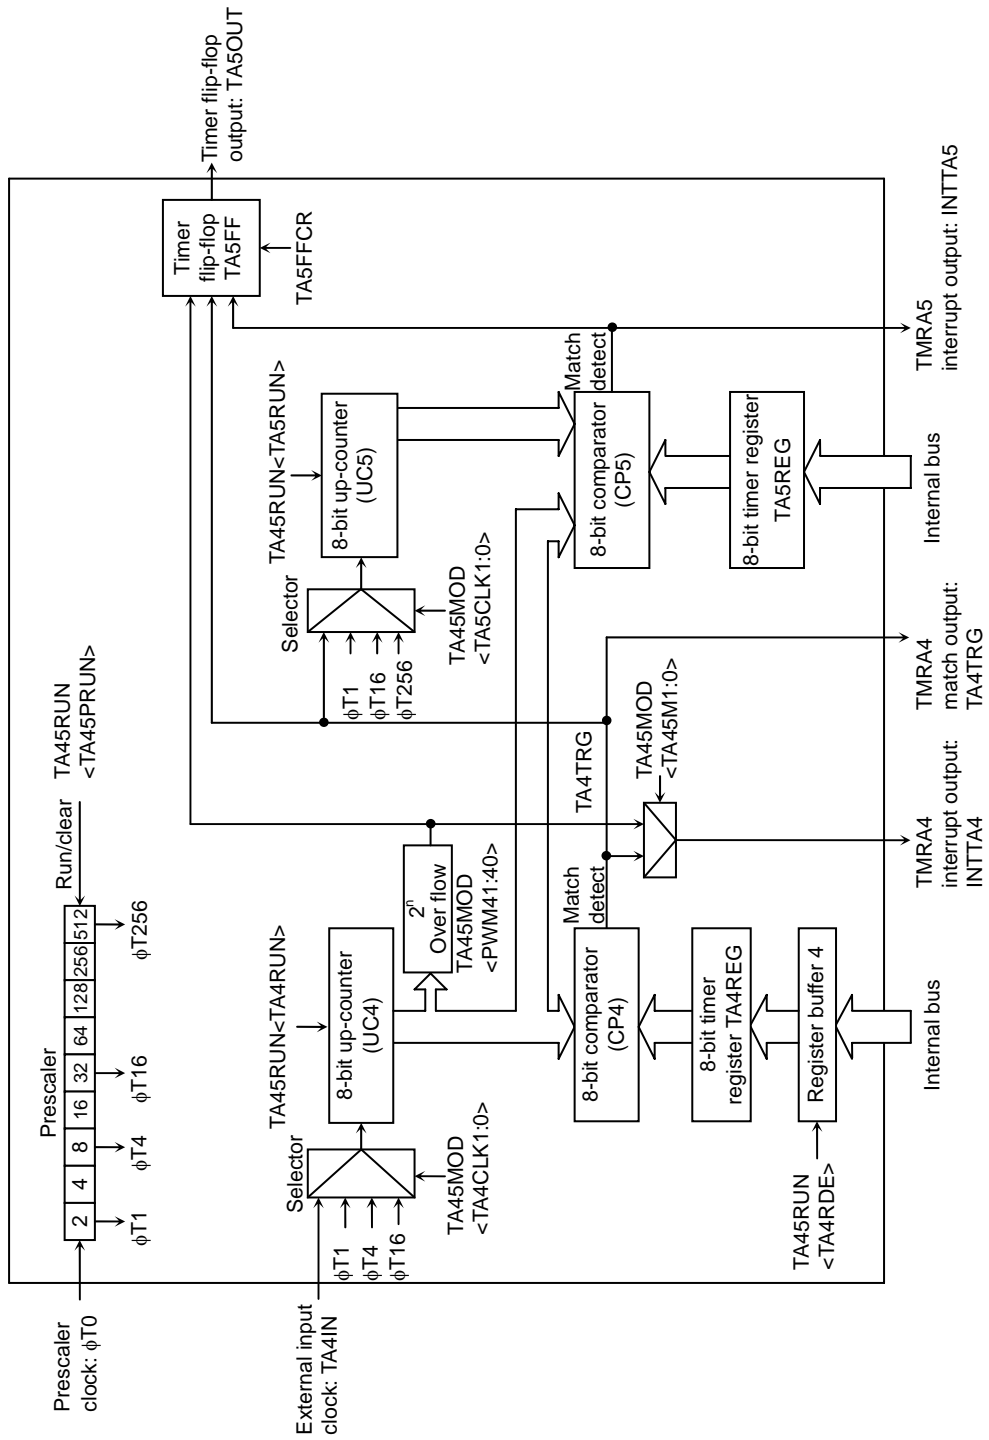 Prescaler
clock: ϕT0
Prescaler
2
4
8
16
32
64
128
256
512
Run/clear
TA45RUN
<TA45PRUN>
ϕT1
ϕT4
ϕT16
ϕT256
External input
clock: TA4IN
ϕT1
ϕT4
ϕT16
Selector
TA45MOD
<TA4CLK1:0>
TA45RUN<TA4RUN>
8-bit up-counter
(UC4)
2ⁿ
Over flow
TA45MOD
<PWM41:40>
8-bit comparator
(CP4)
Match
detect
TA4TRG
8-bit timer
register TA4REG
Register buffer 4
TA45RUN
<TA4RDE>
Internal bus
TA45MOD
<TA45M1:0>
TMRA4
interrupt output:
INTTA4
TMRA4
match output:
TA4TRG
Selector
ϕT1
ϕT16
ϕT256
TA45MOD
<TA5CLK1:0>
TA45RUN<TA5RUN>
8-bit up-counter
(UC5)
8-bit comparator
(CP5)
Match
detect
8-bit timer register
TA5REG
Internal bus
TMRA5
interrupt output: INTTA5
Timer
flip-flop
TA5FF
TA5FFCR
Timer flip-flop
output: TA5OUT